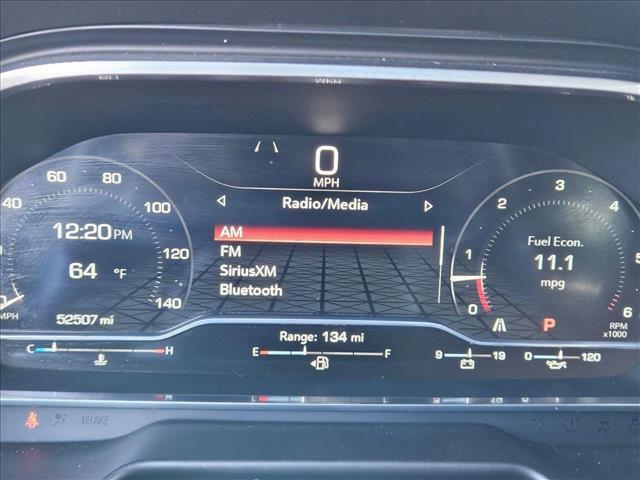 0
MPH
Radio/Media
AM
FM
SiriusXM
Bluetooth
40 60 80 100 120 140
12:20 PM
64 °F
52507 mi
MPH
0 1 2 3 4 5 6
Fuel Econ.
11.1
mpg
P
RPM
x1000
C H
Range: 134 mi
E F
9 19
0 120
BRAKE